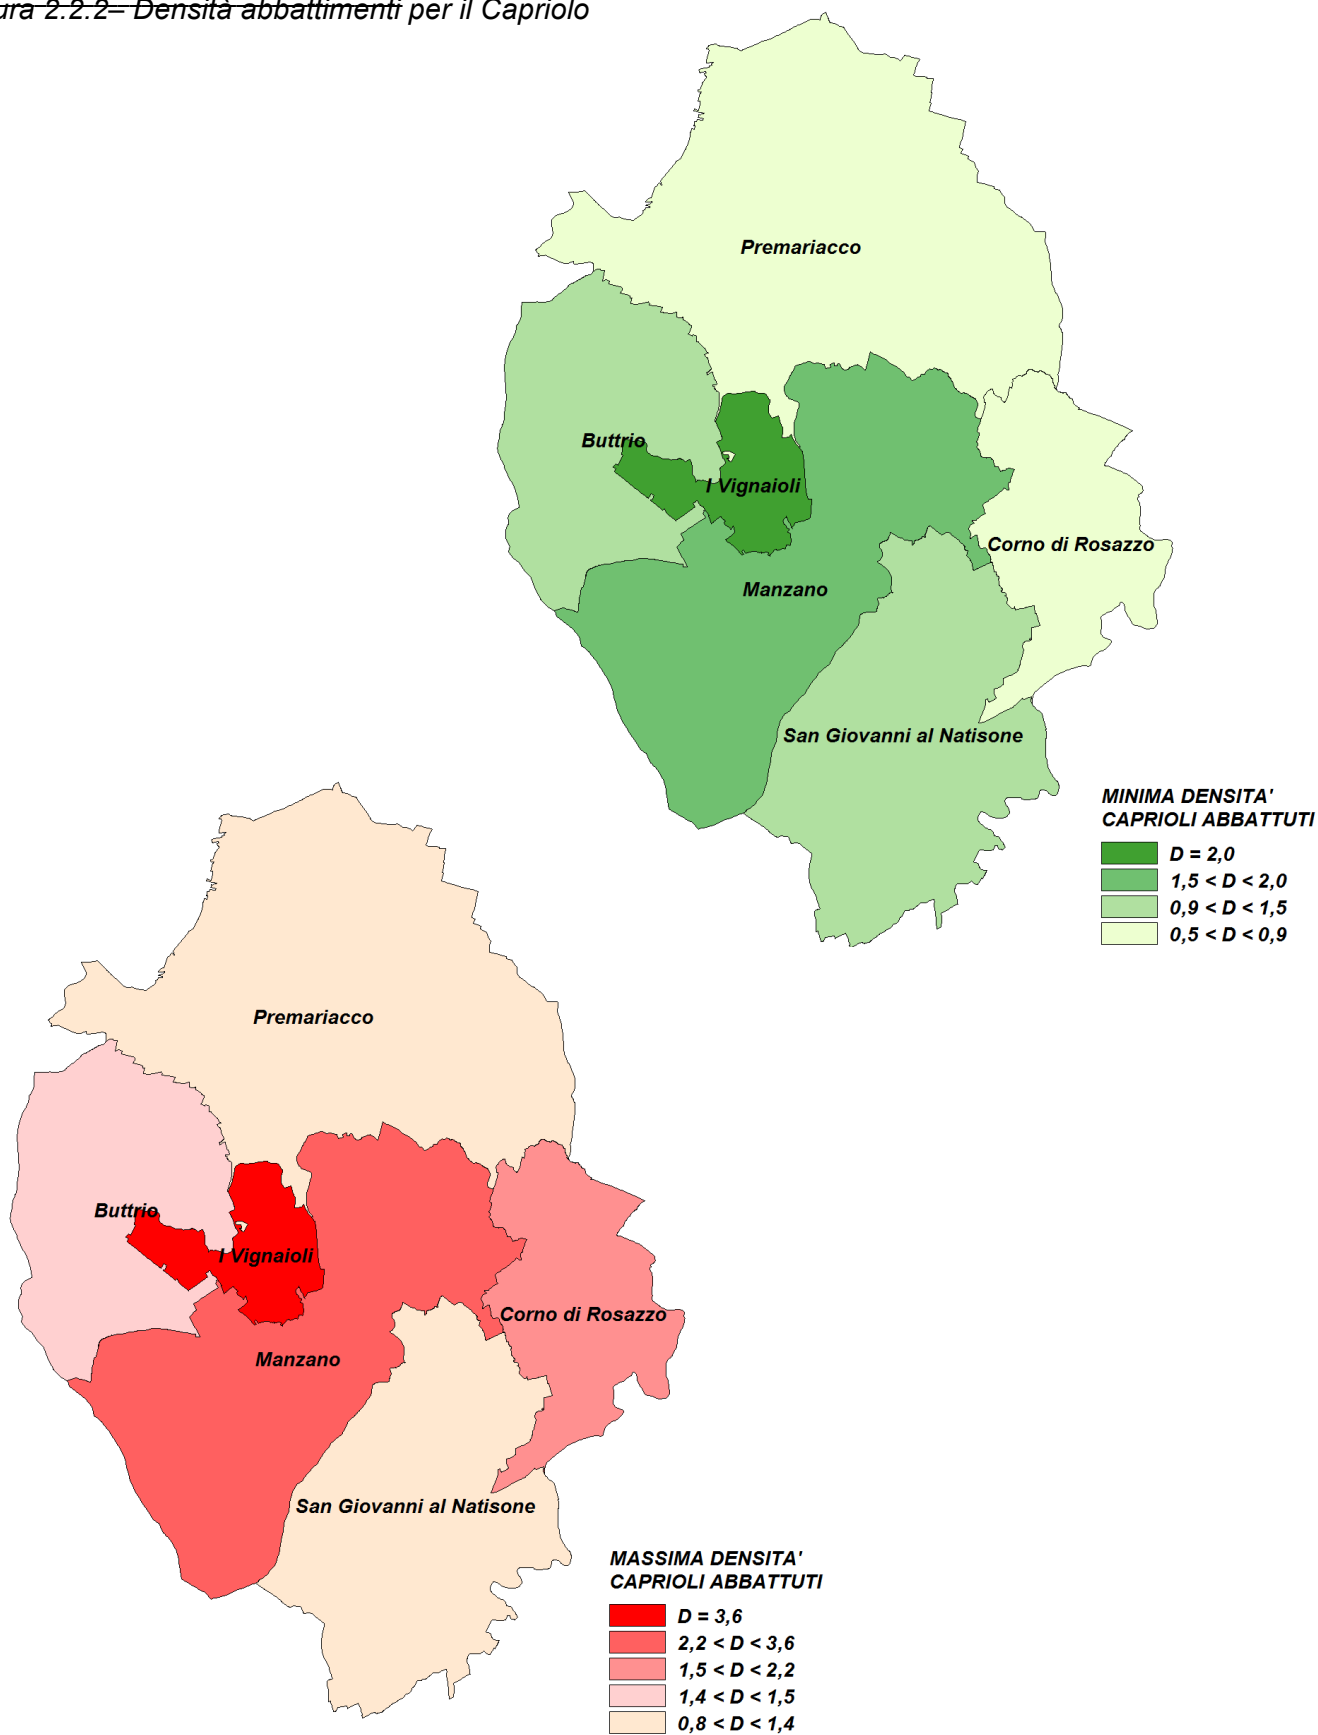 ura 2.2.2– Densità abbattimenti per il Capriolo
Premariacco
Buttrio
I Vignaioli
Corno di Rosazzo
Manzano
San Giovanni al Natisone
MINIMA DENSITA'
CAPRIOLI ABBATTUTI
D = 2,0
1,5 < D < 2,0
0,9 < D < 1,5
0,5 < D < 0,9
Premariacco
Buttrio
I Vignaioli
Corno di Rosazzo
Manzano
San Giovanni al Natisone
MASSIMA DENSITA'
CAPRIOLI ABBATTUTI
D = 3,6
2,2 < D < 3,6
1,5 < D < 2,2
1,4 < D < 1,5
0,8 < D < 1,4